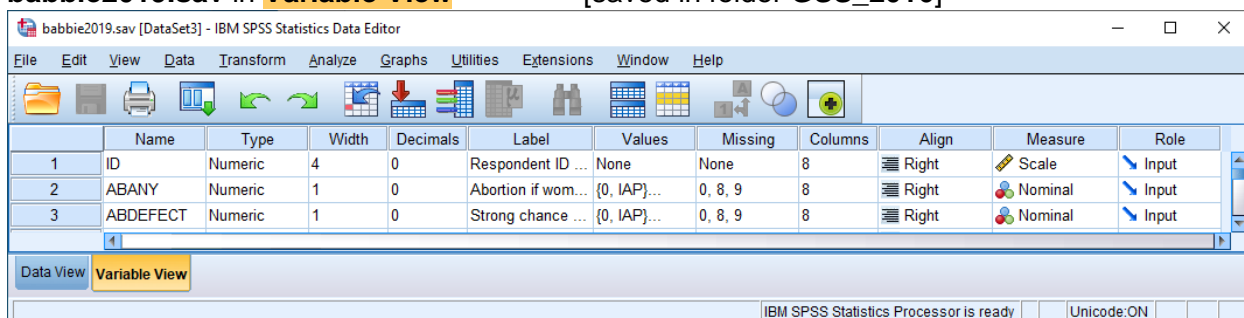 babbie2019.sav in Variable View [saved in folder GSS_2016]
babbie2019.sav [DataSet3] - IBM SPSS Statistics Data Editor
File Edit View Data Transform Analyze Graphs Utilities Extensions Window Help
Name Type Width Decimals Label Values Missing Columns Align Measure Role
1 ID Numeric 4 0 Respondent ID ... None None 8 Right Scale Input
2 ABANY Numeric 1 0 Abortion if wom... {0, IAP}... 0, 8, 9 8 Right Nominal Input
3 ABDEFECT Numeric 1 0 Strong chance ... {0, IAP}... 0, 8, 9 8 Right Nominal Input
Data View Variable View
IBM SPSS Statistics Processor is ready Unicode:ON